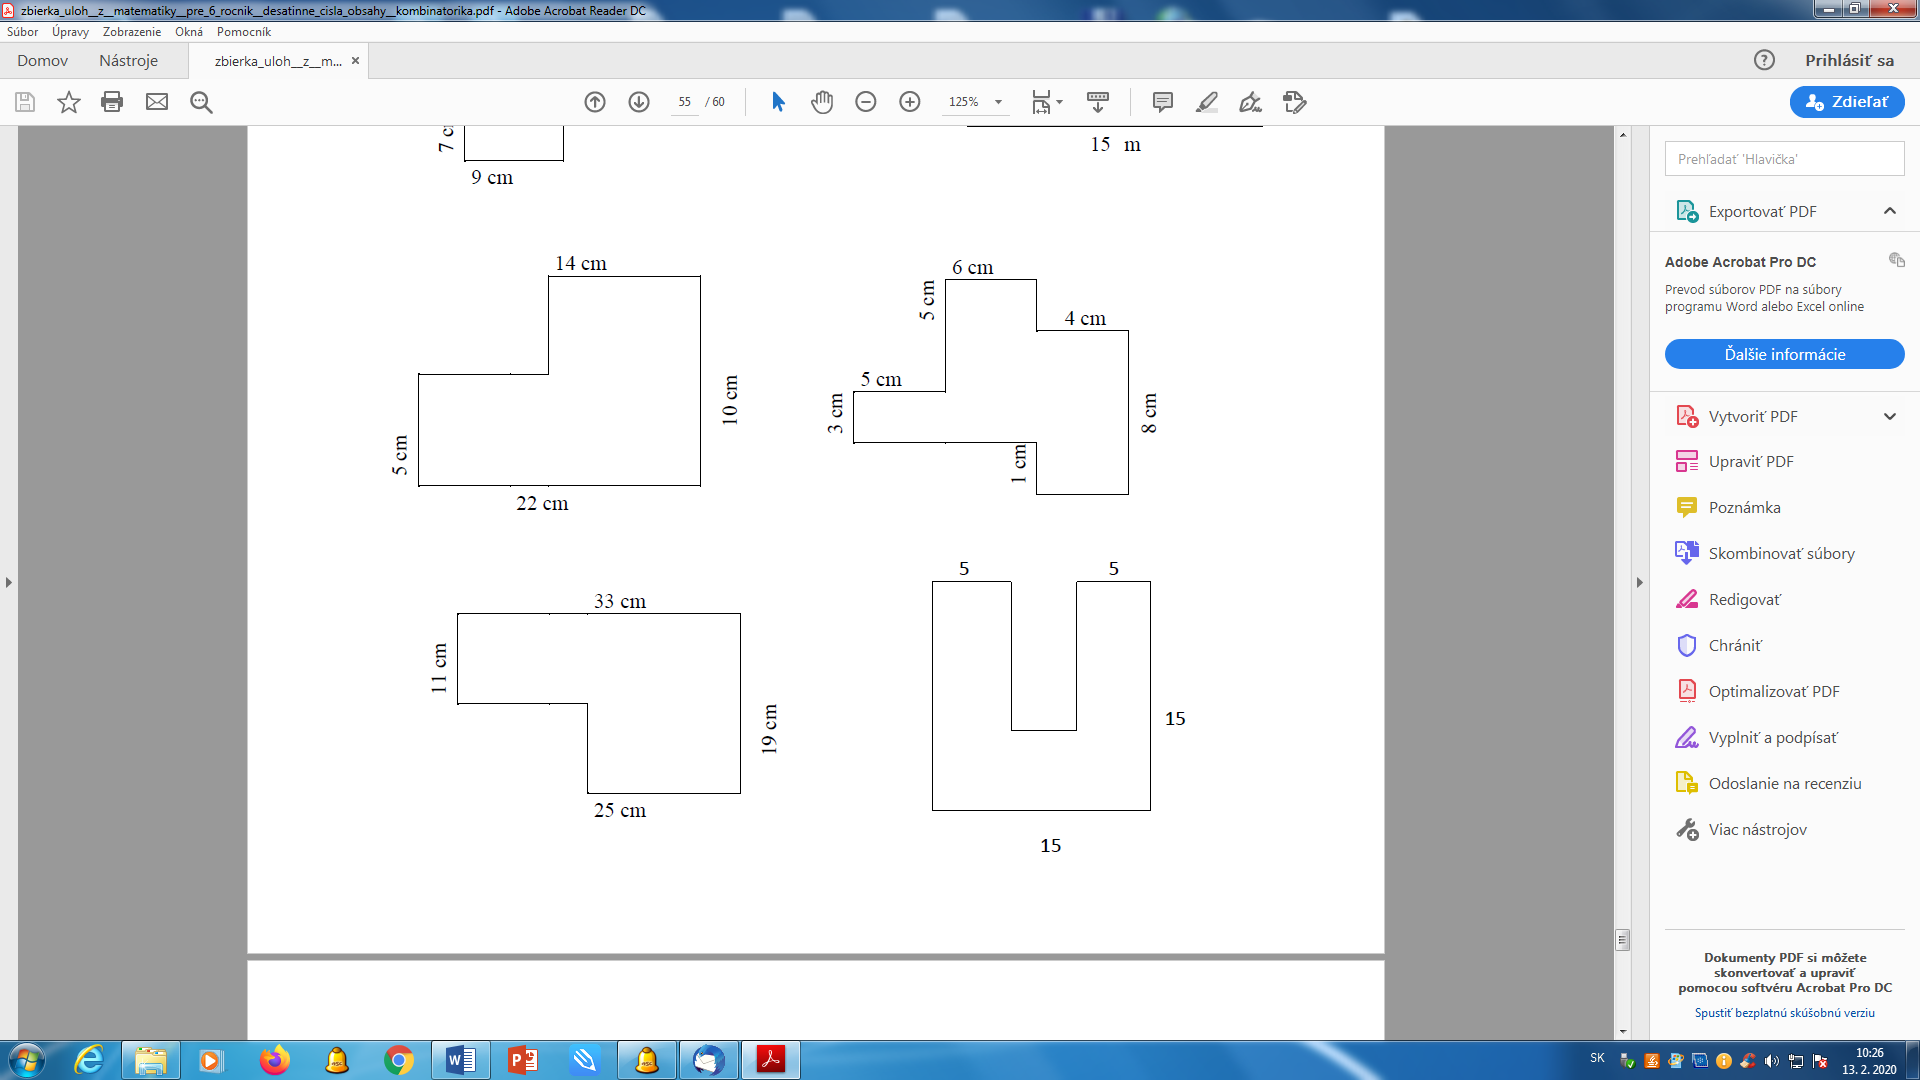 zbierka_uloh__z__matematiky__pre_6_rocnik__desatinne_cisla_obsahy__kombinatorika.pdf - Adobe Acrobat Reader DC
Súbor Úpravy Zobrazenie Okná Pomocník
Domov Nástroje zbierka_uloh__z__m... ×
Prihlásiť sa
55 / 60
125%
Zdieľať
7 c
9 cm
15 m
14 cm
10 cm
5 cm
22 cm
6 cm
5 cm
4 cm
5 cm
3 cm
8 cm
1 cm
33 cm
11 cm
19 cm
25 cm
5
5
15
15
Prehľadať 'Hlavička'
Exportovať PDF
Adobe Acrobat Pro DC
Prevod súborov PDF na súbory
programu Word alebo Excel online
Ďalšie informácie
Vytvoriť PDF
Upraviť PDF
Poznámka
Skombinovať súbory
Redigovať
Chrániť
Optimalizovať PDF
Vyplniť a podpísať
Odoslanie na recenziu
Viac nástrojov
Dokumenty PDF si môžete
skonvertovať a upraviť
pomocou softvéru Acrobat Pro DC
Spustiť bezplatnú skúšobnú verziu
SK
10:26
13. 2. 2020